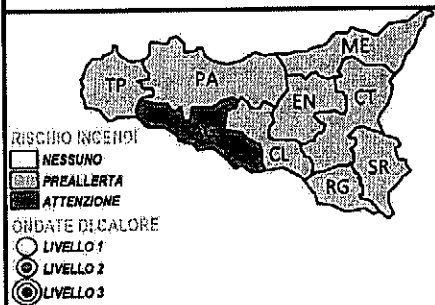 ME
TP
PA
EN
CT
CL
SR
RG
RISCHIO INCENDI
NESSUNO
PREALLERTA
ATTENZIONE
ONDATE DI CALORE
LIVELLO 1
LIVELLO 2
LIVELLO 3